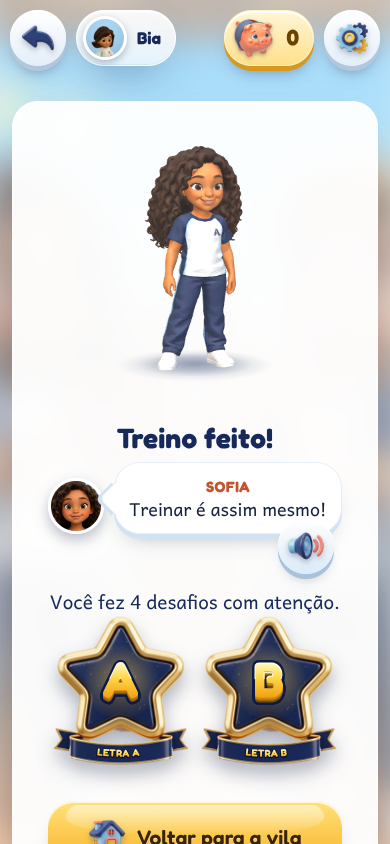 Bia
0
A
Treino feito!
SOFIA
Treinar é assim mesmo!
Você fez 4 desafios com atenção.
A B
LETRA A LETRA B
Voltar para a vila